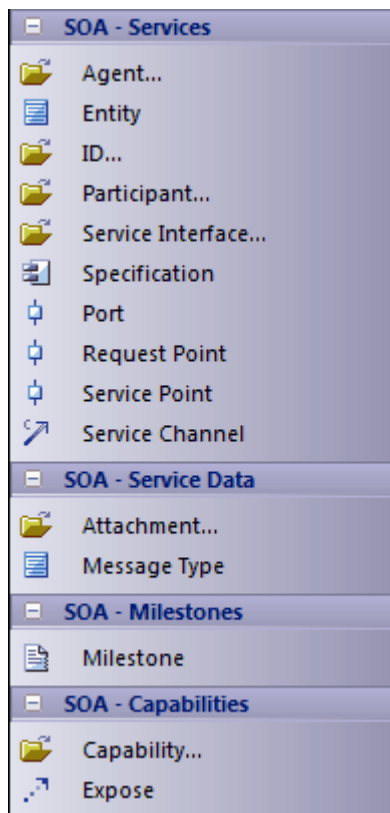 SOA - Services
Agent...
Entity
ID...
Participant...
Service Interface...
Specification
Port
Request Point
Service Point
Service Channel
SOA - Service Data
Attachment...
Message Type
SOA - Milestones
Milestone
SOA - Capabilities
Capability...
Expose